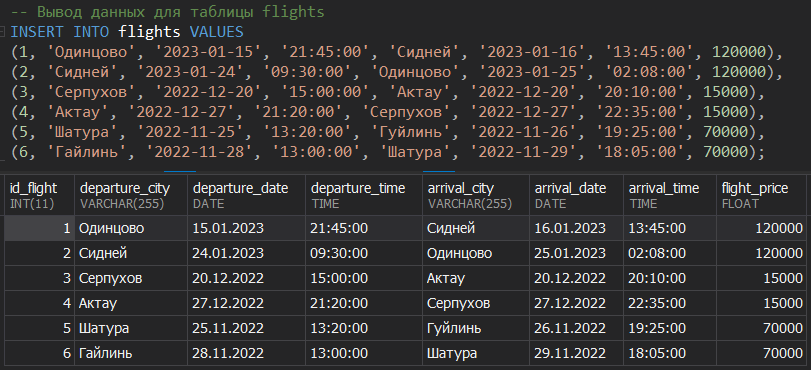 -- Вывод данных для таблицы flights
INSERT INTO flights VALUES
(1, 'Одинцово', '2023-01-15', '21:45:00', 'Сидней', '2023-01-16', '13:45:00', 120000),
(2, 'Сидней', '2023-01-24', '09:30:00', 'Одинцово', '2023-01-25', '02:08:00', 120000),
(3, 'Серпухов', '2022-12-20', '15:00:00', 'Актау', '2022-12-20', '20:10:00', 15000),
(4, 'Актау', '2022-12-27', '21:20:00', 'Серпухов', '2022-12-27', '22:35:00', 15000),
(5, 'Шатура', '2022-11-25', '13:20:00', 'Гуйлинь', '2022-11-26', '19:25:00', 70000),
(6, 'Гайлинь', '2022-11-28', '13:00:00', 'Шатура', '2022-11-29', '18:05:00', 70000);
id_flight departure_city departure_date departure_time arrival_city arrival_date arrival_time flight_price
INT(11) VARCHAR(255) DATE TIME VARCHAR(255) DATE TIME FLOAT
1 Одинцово 15.01.2023 21:45:00 Сидней 16.01.2023 13:45:00 120000
2 Сидней 24.01.2023 09:30:00 Одинцово 25.01.2023 02:08:00 120000
3 Серпухов 20.12.2022 15:00:00 Актау 20.12.2022 20:10:00 15000
4 Актау 27.12.2022 21:20:00 Серпухов 27.12.2022 22:35:00 15000
5 Шатура 25.11.2022 13:20:00 Гуйлинь 26.11.2022 19:25:00 70000
6 Гайлинь 28.11.2022 13:00:00 Шатура 29.11.2022 18:05:00 70000